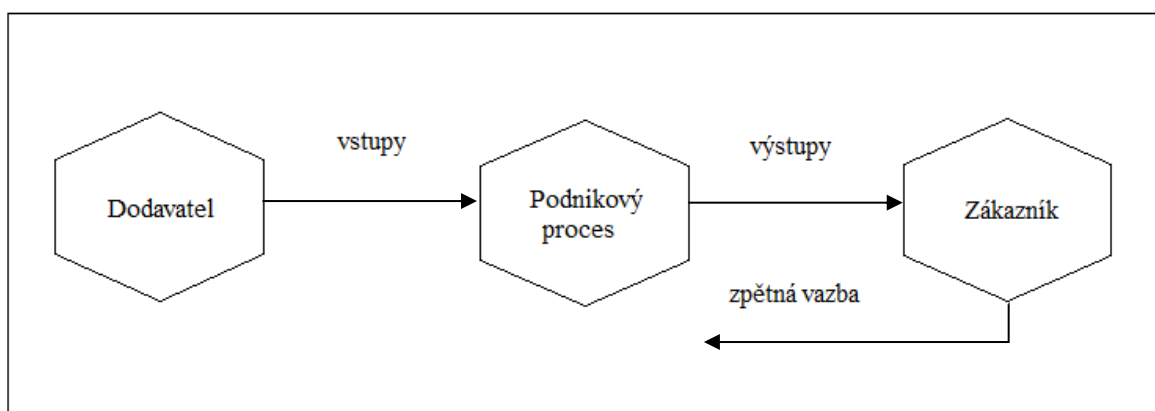 vstupy
výstupy
Dodavatel
Podnikový
proces
Zákazník
zpětná vazba